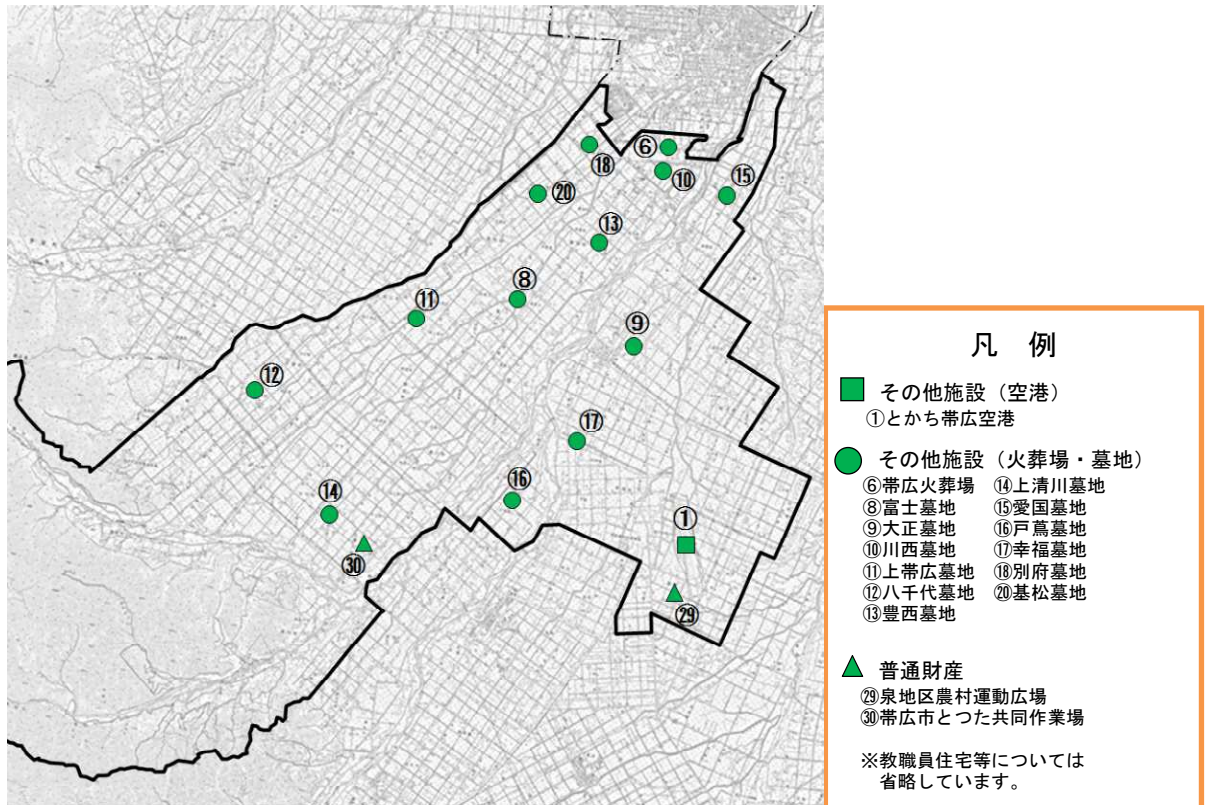 ⑥
⑱
⑩
⑮
⑳
⑬
⑧
⑪
⑨
⑫
⑰
⑯
⑭
①
㉚
㉙
凡　例
その他施設（空港）
①とかち帯広空港
その他施設（火葬場・墓地）
⑥帯広火葬場　⑭上清川墓地
⑧富士墓地　⑮愛国墓地
⑨大正墓地　⑯戸蔦墓地
⑩川西墓地　⑰幸福墓地
⑪上帯広墓地　⑱別府墓地
⑫八千代墓地　⑳基松墓地
⑬豊西墓地
普通財産
㉙泉地区農村運動広場
㉚帯広市とつた共同作業場
※教職員住宅等については
省略しています。